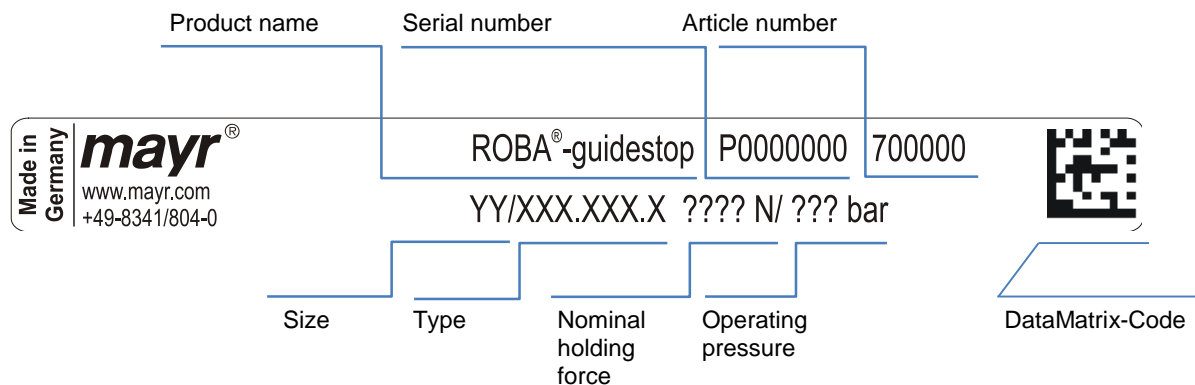 Product name Serial number Article number
Made in
Germany
mayr®
www.mayr.com
+49-8341/804-0
ROBA®-guidestop P0000000 700000
YY/XXX.XXX.X ???? N/ ??? bar
Size Type Nominal
holding
force
Operating
pressure
DataMatrix-Code